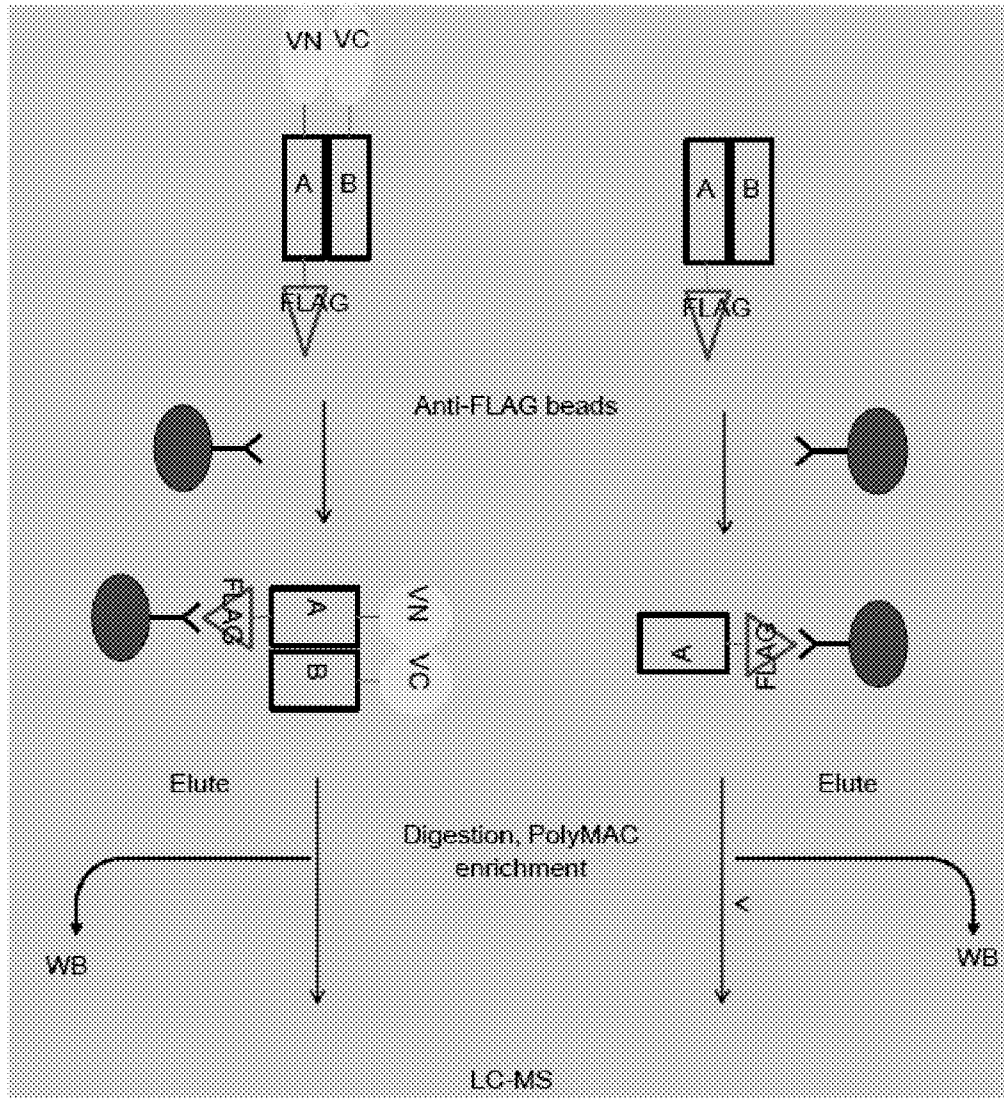 VN VC
A B
A B
FLAG
FLAG
Anti-FLAG beads
FLAG A VN
B VC
A FLAG
Elute
Elute
Digestion, PolyMAC
enrichment
WB
WB
LC-MS